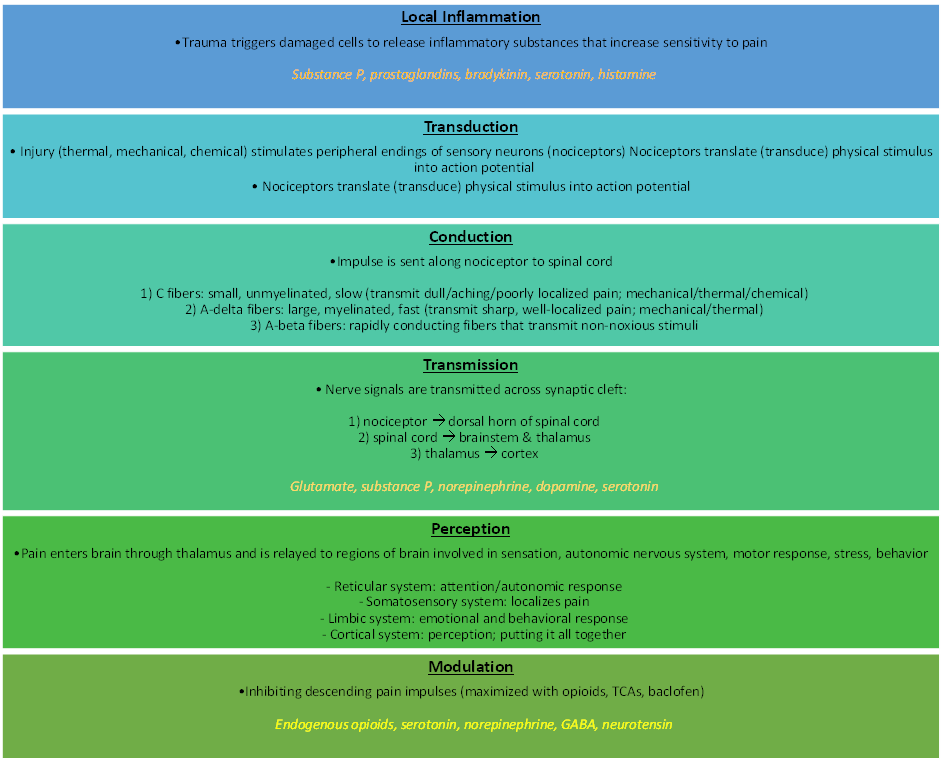 Local Inflammation
•Trauma triggers damaged cells to release inflammatory substances that increase sensitivity to pain
Substance P, prostaglandins, bradykinin, serotonin, histamine
Transduction
• Injury (thermal, mechanical, chemical) stimulates peripheral endings of sensory neurons (nociceptors) Nociceptors translate (transduce) physical stimulus
into action potential
• Nociceptors translate (transduce) physical stimulus into action potential
Conduction
•Impulse is sent along nociceptor to spinal cord
1) C fibers: small, unmyelinated, slow (transmit dull/aching/poorly localized pain; mechanical/thermal/chemical)
2) A-delta fibers: large, myelinated, fast (transmit sharp, well-localized pain; mechanical/thermal)
3) A-beta fibers: rapidly conducting fibers that transmit non-noxious stimuli
Transmission
• Nerve signals are transmitted across synaptic cleft:
1) nociceptor → dorsal horn of spinal cord
2) spinal cord → brainstem & thalamus
3) thalamus → cortex
Glutamate, substance P, norepinephrine, dopamine, serotonin
Perception
•Pain enters brain through thalamus and is relayed to regions of brain involved in sensation, autonomic nervous system, motor response, stress, behavior
- Reticular system: attention/autonomic response
- Somatosensory system: localizes pain
- Limbic system: emotional and behavioral response
- Cortical system: perception; putting it all together
Modulation
•Inhibiting descending pain impulses (maximized with opioids, TCAs, baclofen)
Endogenous opioids, serotonin, norepinephrine, GABA, neurotensin